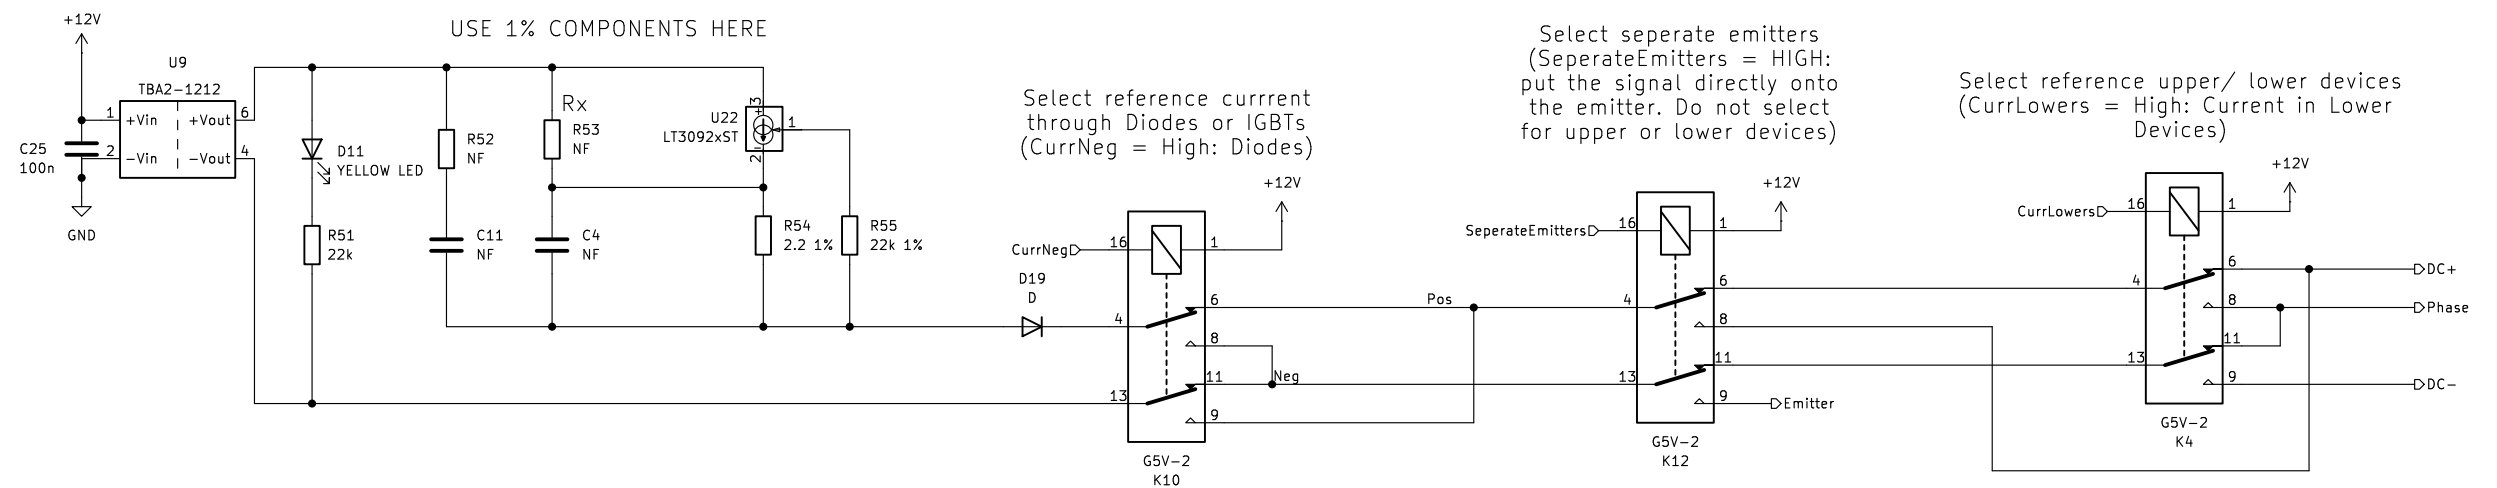 +12V
USE 1% COMPONENTS HERE
U9
TBA2-1212
1
+Vin
+Vout
6
2
-Vin
-Vout
4
C25
100n
GND
D11
YELLOW LED
R51
22k
R52
NF
C11
NF
Rx
R53
NF
C4
NF
U22
LT3092xST
3
+
1
-
2
R54
2.2 1%
R55
22k 1%
Select reference currrent
through Diodes or IGBTs
(CurrNeg = High: Diodes)
+12V
CurrNeg
16
1
D19
D
4
6
8
11
13
9
G5V-2
K10
Pos
Neg
Select seperate emitters
(SeperateEmitters = HIGH:
put the signal directly onto
the emitter. Do not select
for upper or lower devices)
+12V
SeperateEmitters
16
1
4
6
8
11
13
9
Emitter
G5V-2
K12
Select reference upper/ lower devices
(CurrLowers = High: Current in Lower
Devices)
+12V
CurrLowers
16
1
4
6
8
11
13
9
DC+
Phase
DC-
G5V-2
K4